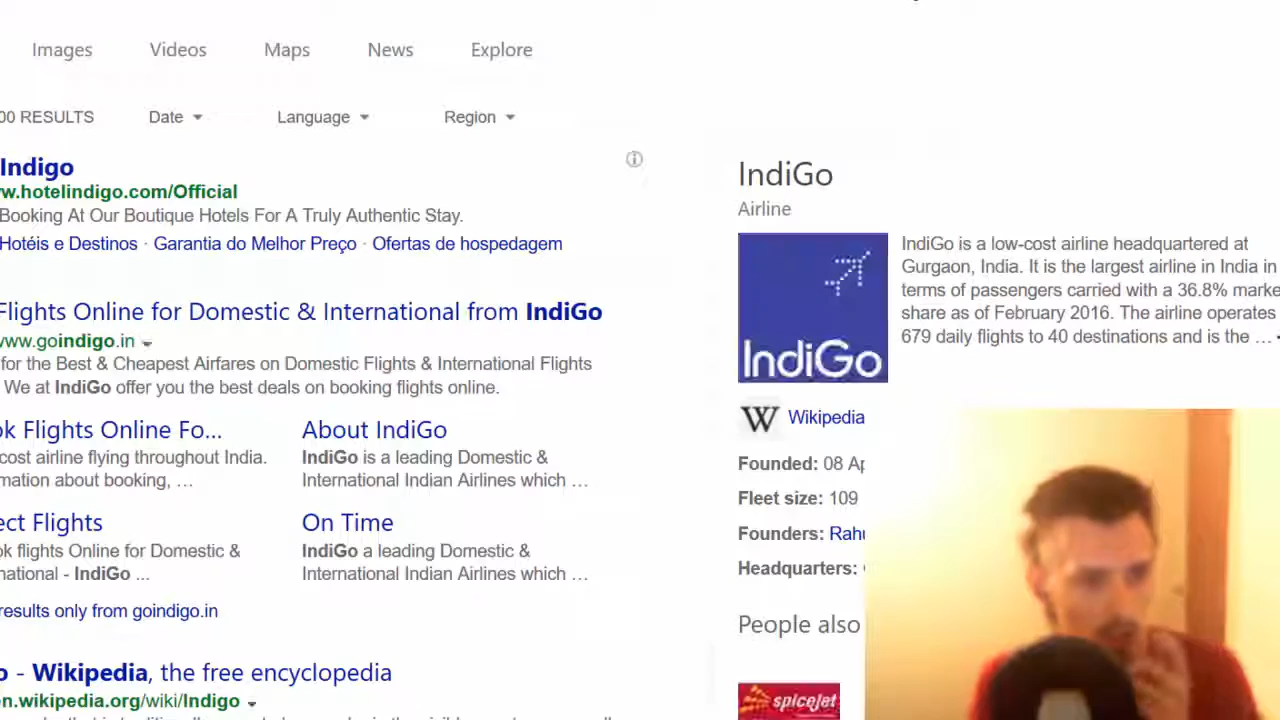 Images Videos Maps News Explore
00 RESULTS Date Language Region
Indigo
w.hotelindigo.com/Official
Booking At Our Boutique Hotels For A Truly Authentic Stay.
Hotéis e Destinos · Garantia do Melhor Preço · Ofertas de hospedagem
Flights Online for Domestic & International from IndiGo
www.goindigo.in
for the Best & Cheapest Airfares on Domestic Flights & International Flights
We at IndiGo offer you the best deals on booking flights online.
ok Flights Online Fo...
cost airline flying throughout India.
mation about booking, ...
About IndiGo
IndiGo is a leading Domestic &
International Indian Airlines which ...
ect Flights
ok flights Online for Domestic &
national - IndiGo ...
On Time
IndiGo a leading Domestic &
International Indian Airlines which ...
results only from goindigo.in
o - Wikipedia, the free encyclopedia
en.wikipedia.org/wiki/Indigo
IndiGo
Airline
IndiGo
IndiGo is a low-cost airline headquartered at
Gurgaon, India. It is the largest airline in India in
terms of passengers carried with a 36.8% marke
share as of February 2016. The airline operates
679 daily flights to 40 destinations and is the ...
W Wikipedia
Founded: 08 Ap
Fleet size: 109
Founders: Rahu
Headquarters:
People also
spicejet